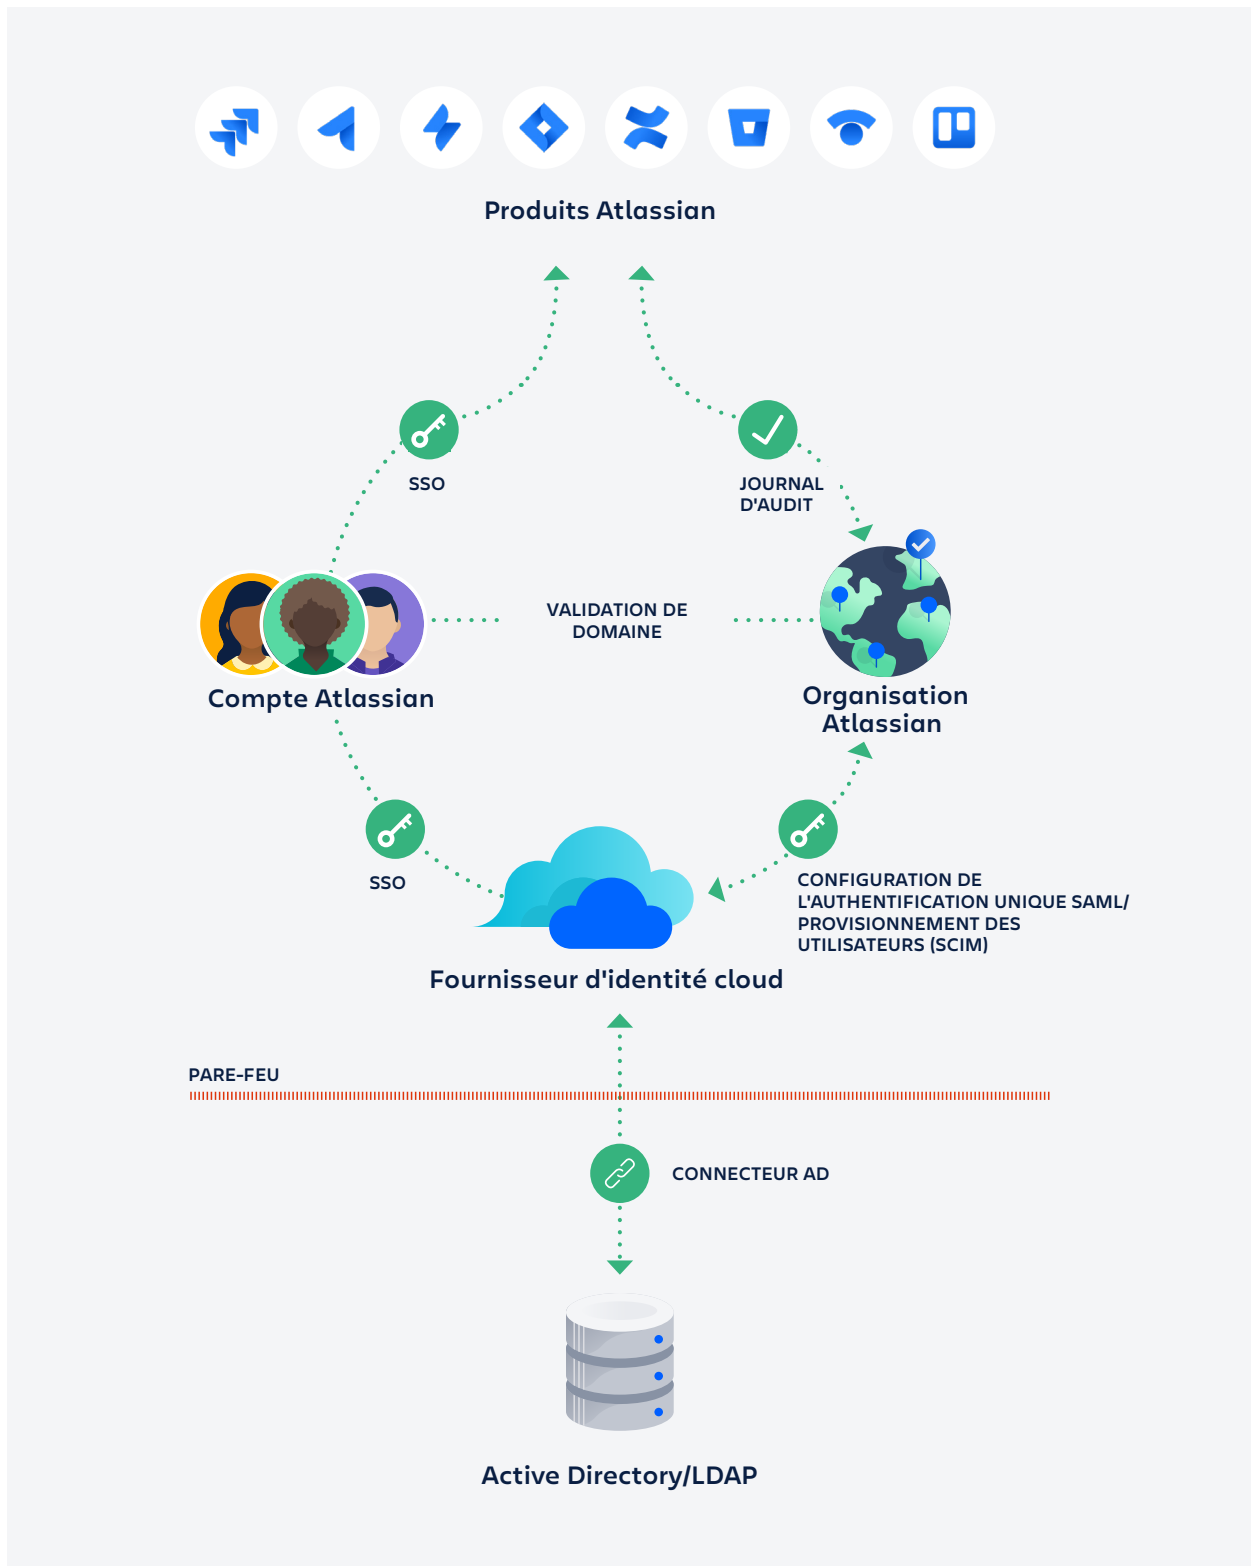 Produits Atlassian
SSO
JOURNAL
D'AUDIT
VALIDATION DE
DOMAINE
Compte Atlassian
Organisation
Atlassian
SSO
CONFIGURATION DE
L'AUTHENTIFICATION UNIQUE SAML/
PROVISIONNEMENT DES
UTILISATEURS (SCIM)
Fournisseur d'identité cloud
PARE-FEU
CONNECTEUR AD
Active Directory/LDAP